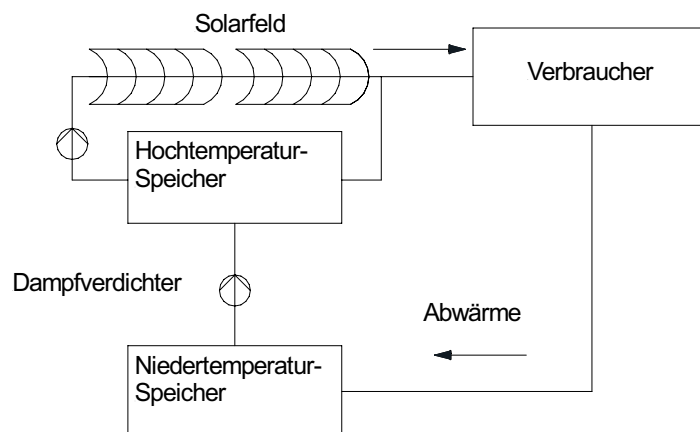 Solarfeld
Verbraucher
Hochtemperatur-
Speicher
Dampfverdichter
Abwärme
Niedertemperatur-
Speicher